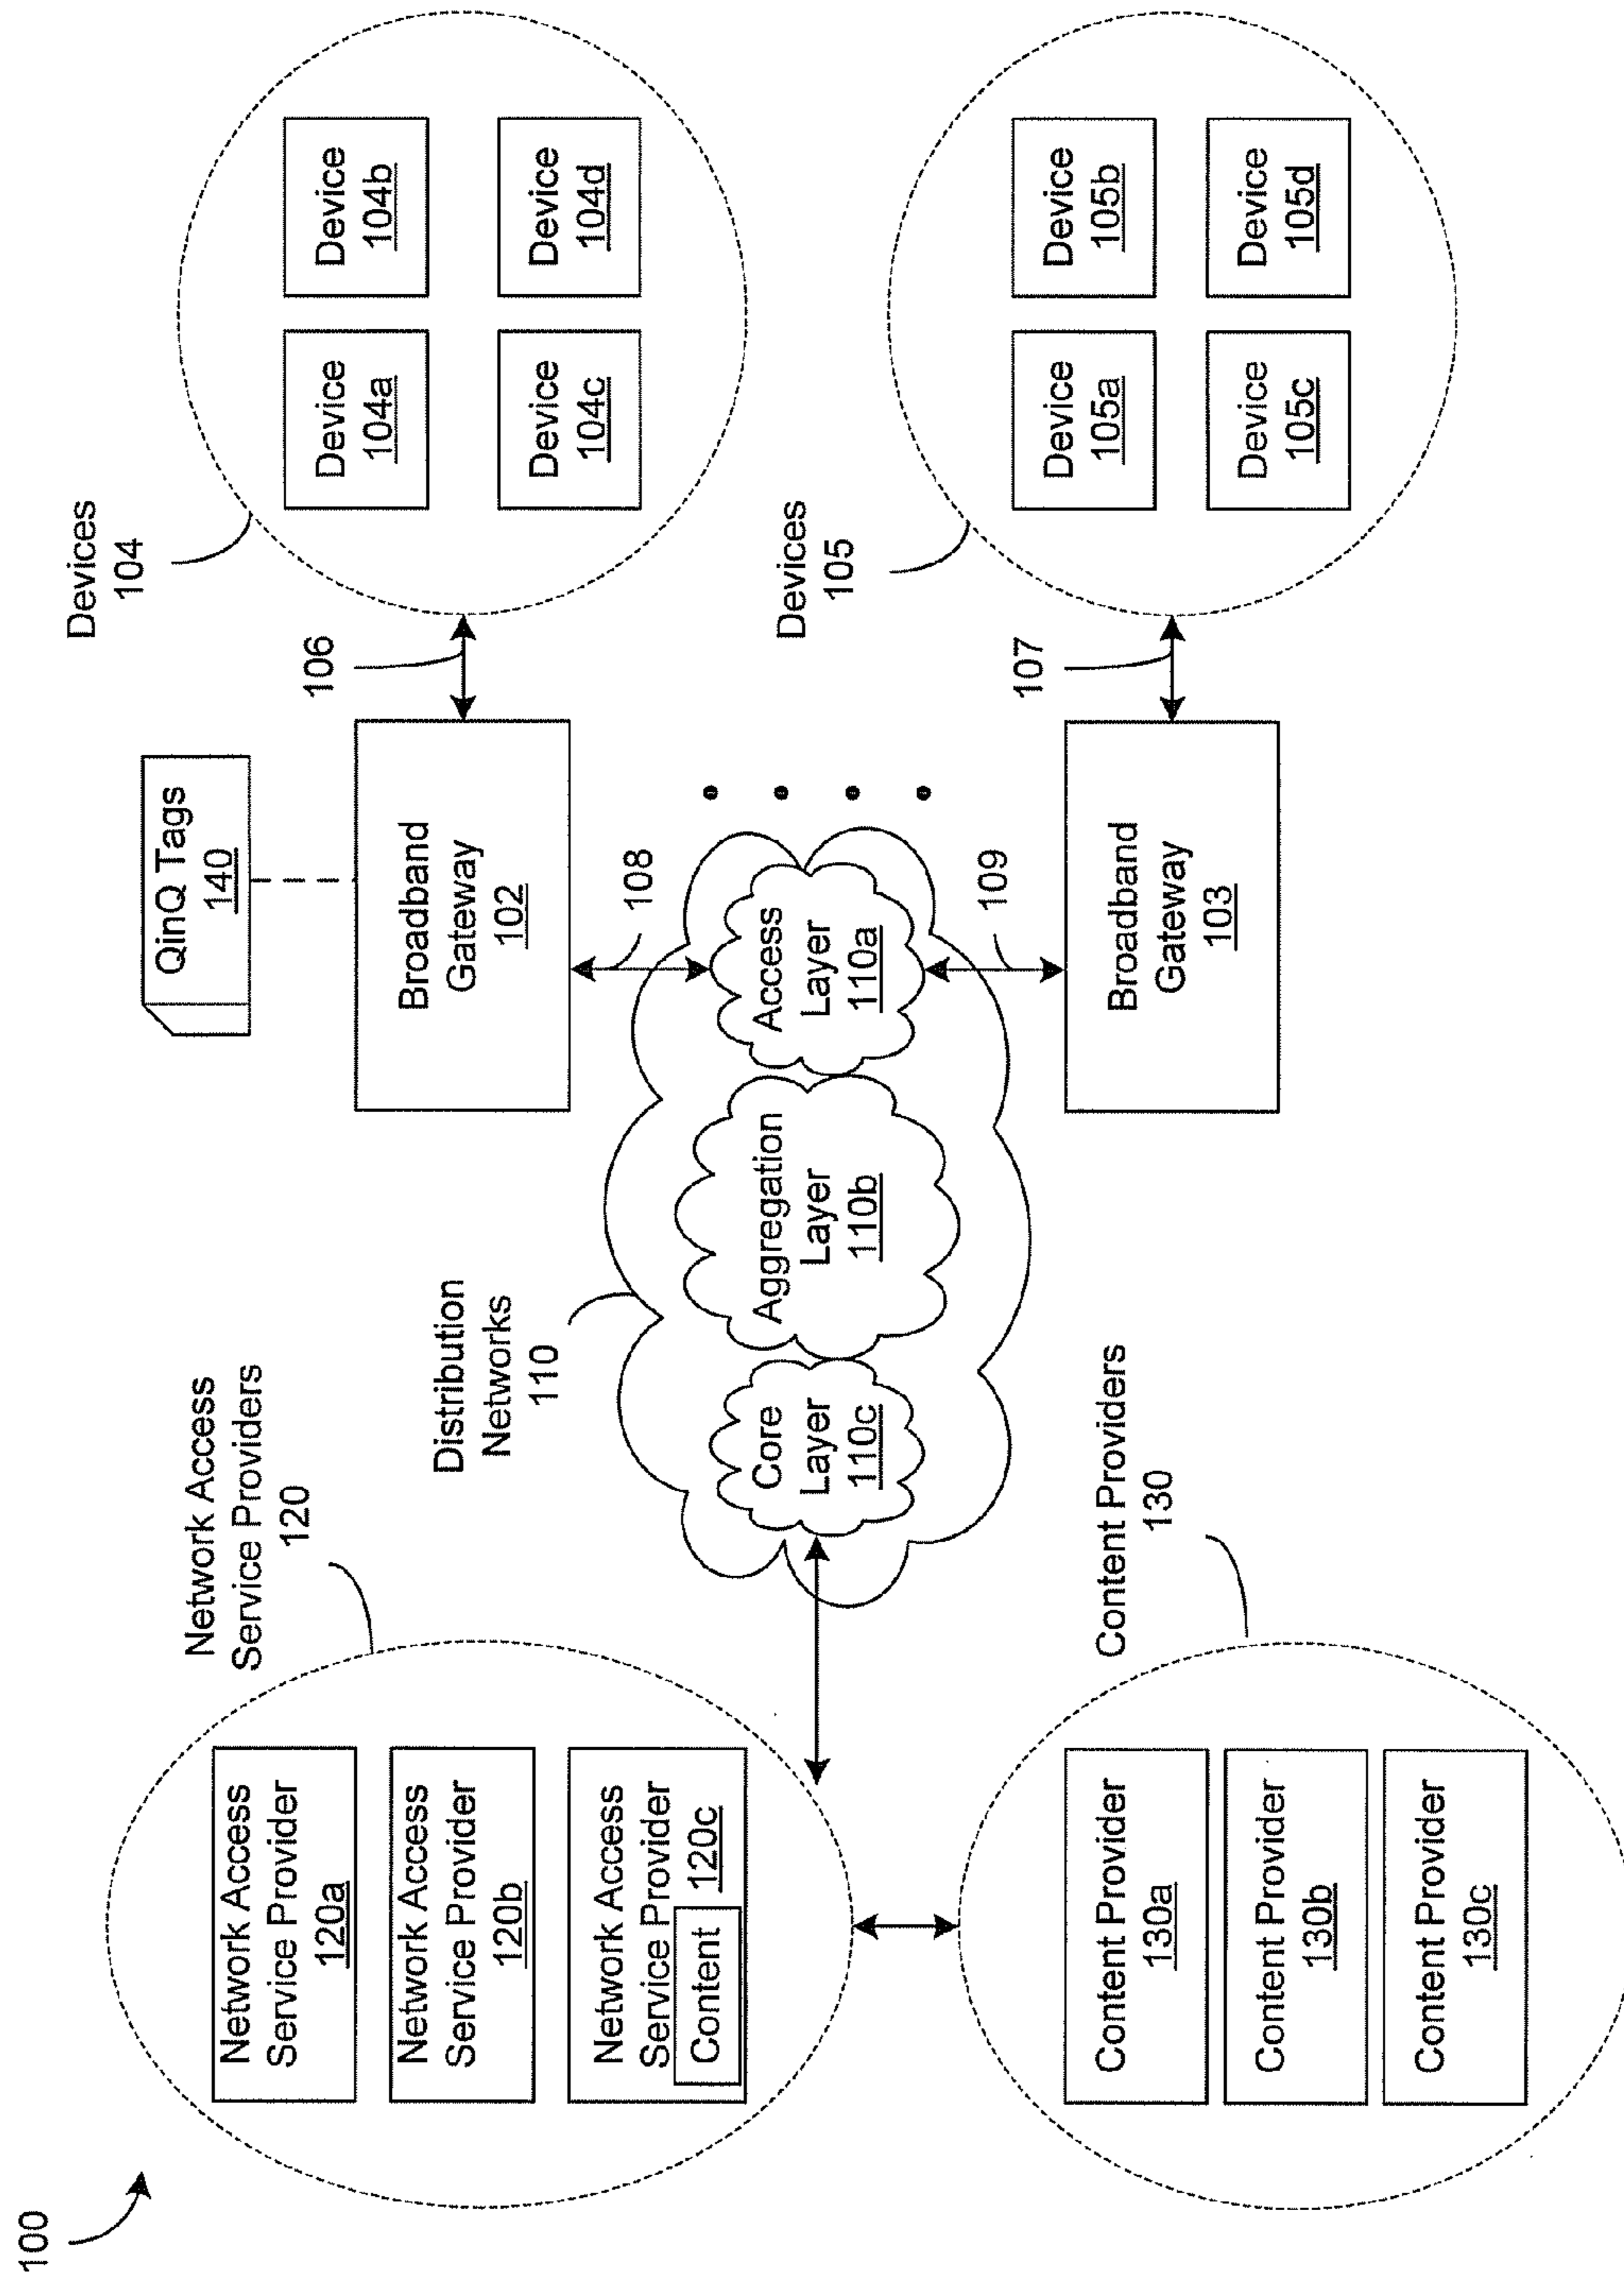 100
Network Access
Service Providers
120
Network Access
Service Provider
120a
Network Access
Service Provider
120b
Network Access
Service Provider
Content
120c
Content Providers
130
Content Provider
130a
Content Provider
130b
Content Provider
130c
Distribution
Networks
110
Core
Layer
110c
Aggregation
Layer
110b
Access
Layer
110a
QinQ Tags
140
Broadband
Gateway
102
108
109
Broadband
Gateway
103
106
107
Devices
104
Device
104a
Device
104b
Device
104c
Device
104d
Devices
105
Device
105a
Device
105b
Device
105c
Device
105d